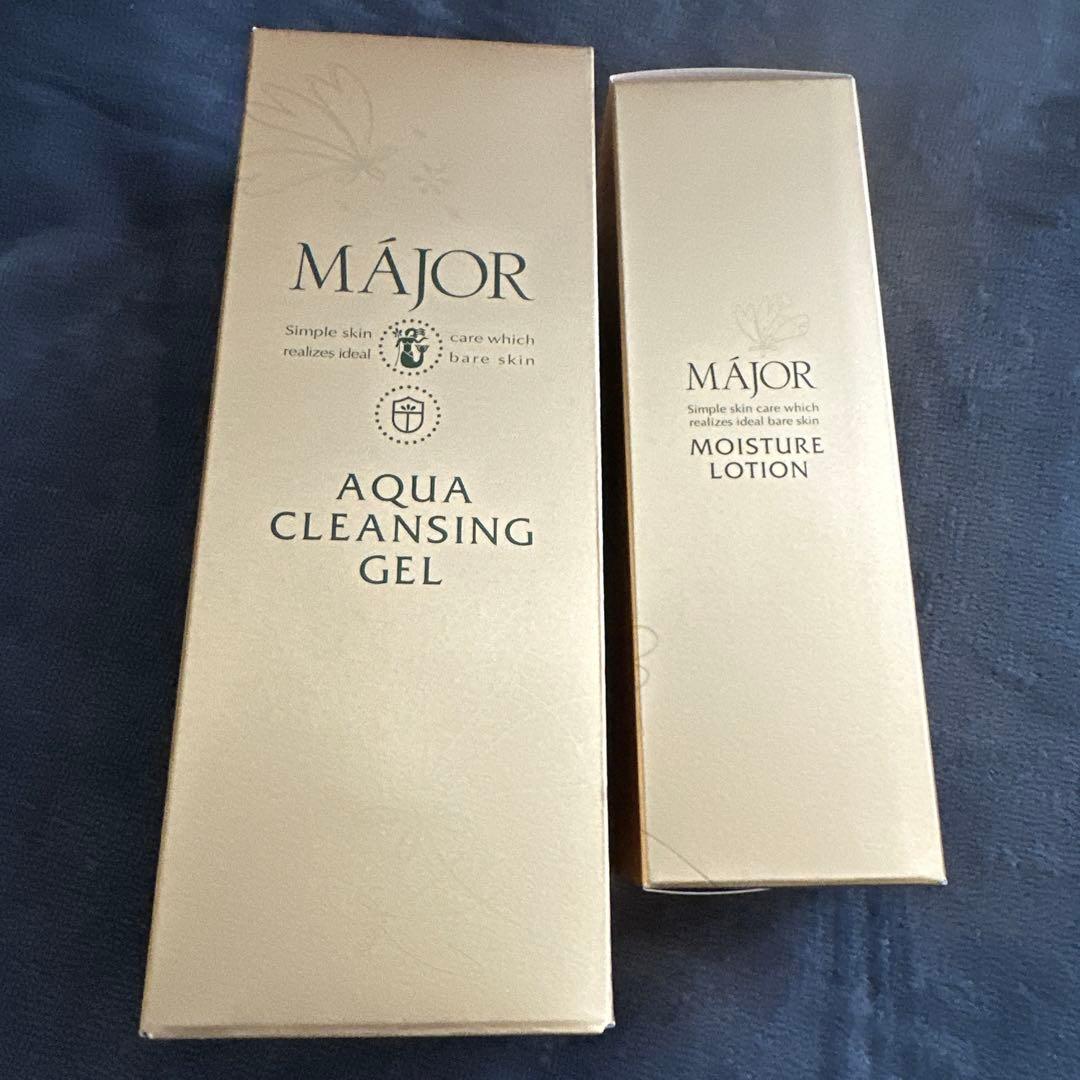 MÁJOR
Simple skin care which
realizes ideal bare skin
AQUA
CLEANSING
GEL
MÁJOR
Simple skin care which
realizes ideal bare skin
MOISTURE
LOTION